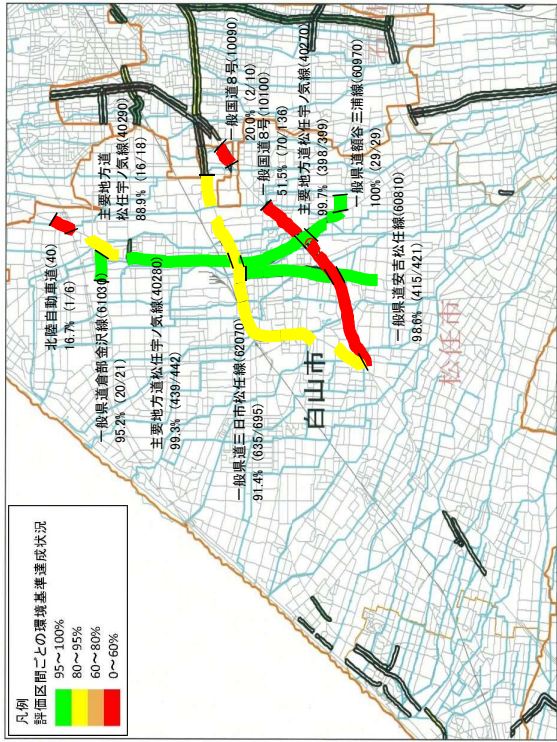 凡例
評価区間ごとの環境基準達成状況
95～100%
80～95%
60～80%
0～60%
北陸自動車道(40)
16.7% (1/6)
主要地方道
松任宇ノ気線(40290)
88.9% (16/18)
一般県道倉部金沢線(61030)
95.2% (20/21)
主要地方道松任宇ノ気線(40280)
99.3% (439/442)
一般県道三日市松任線(62070)
91.4% (635/695)
一般国道8号(10090)
20.0% (2/10)
一般国道8号(10100)
51.5% (70/136)
主要地方道松任宇ノ気線(40270)
99.7% (398/399)
一般県道額谷三浦線(60970)
100% (29/29)
一般県道安吉松任線(60810)
98.6% (415/421)
白山市
松任市